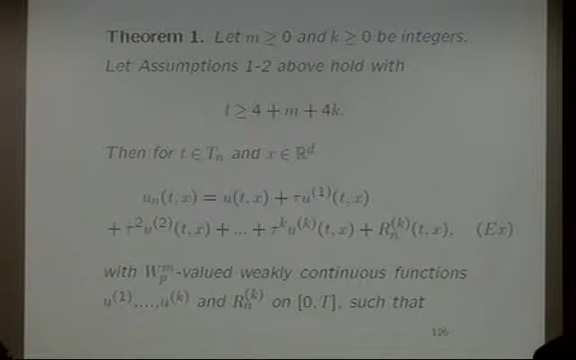 Theorem 1. Let m ≥ 0 and k ≥ 0 be integers.
Let Assumptions 1-2 above hold with
l ≥ 4 + m + 4k.
Then for t ∈ T_n and x ∈ ℝ^d
u_n(t, x) = u(t, x) + τu^(1)(t, x)
+ τ^2u^(2)(t, x) + ... + τ^ku^(k)(t, x) + R_n^(k)(t, x), (Ex)
with W_p^m-valued weakly continuous functions
u^(1),....,u^(k) and R_n^(k) on [0, T], such that
126